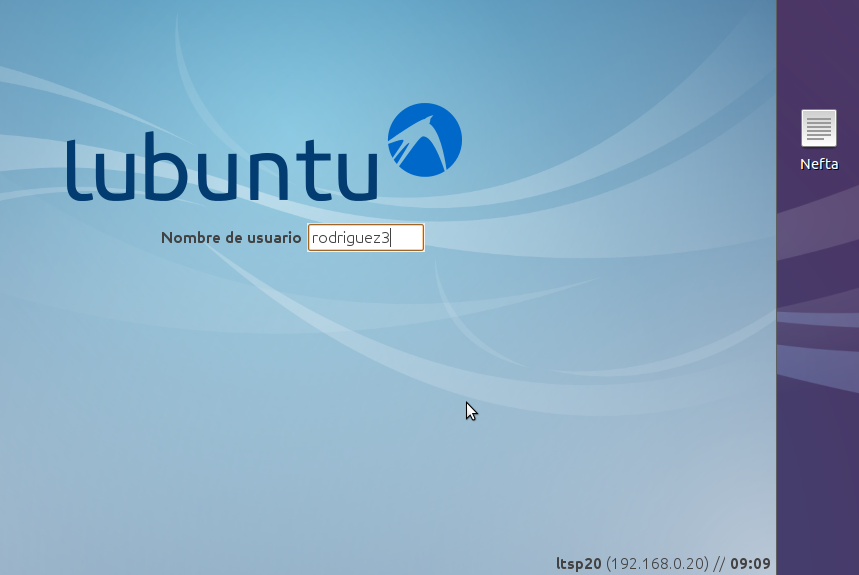 lubuntu
Nombre de usuario rodriguez3
Nefta
ltsp20 (192.168.0.20) // 09:09